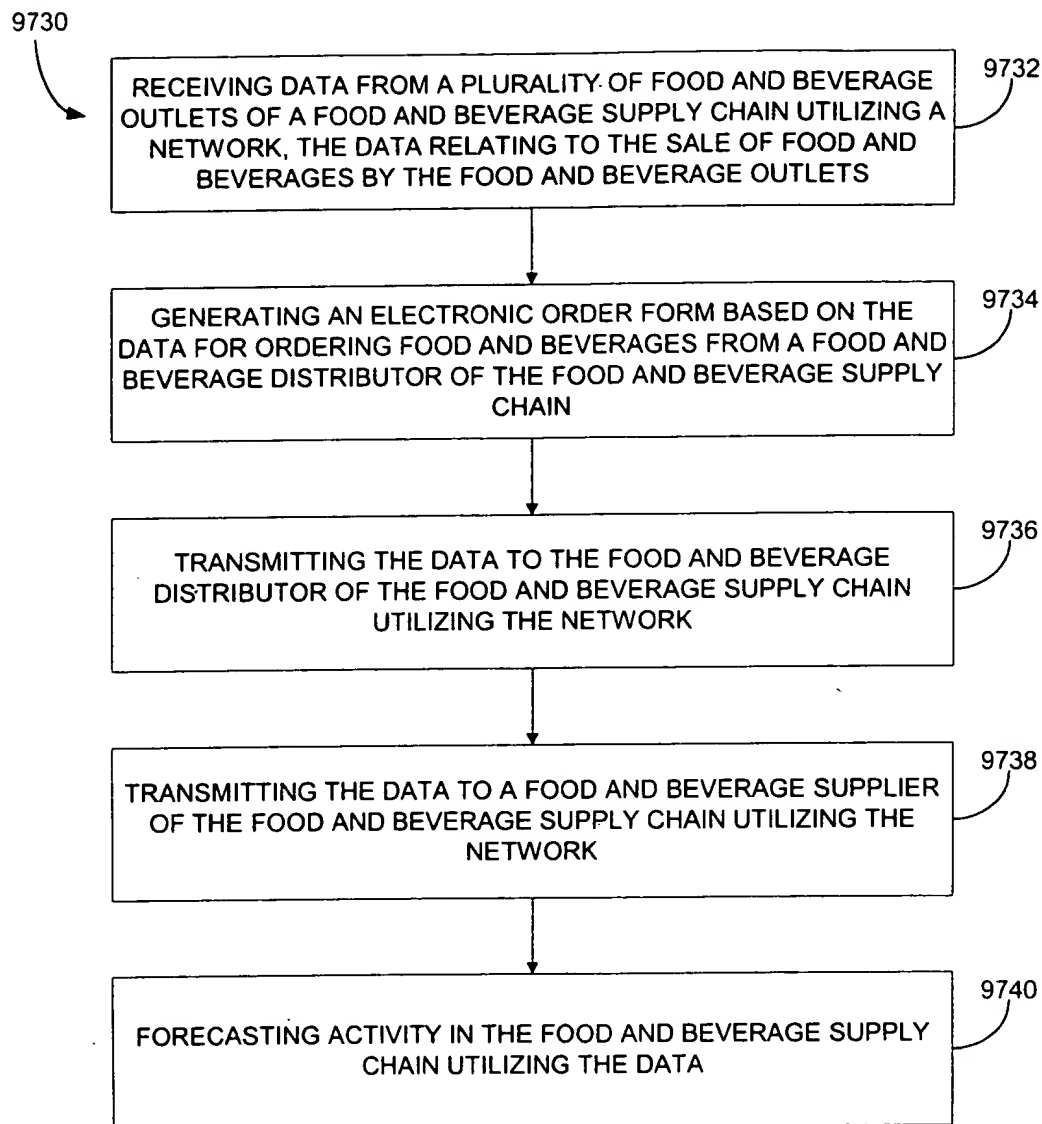 9730
RECEIVING DATA FROM A PLURALITY OF FOOD AND BEVERAGE
OUTLETS OF A FOOD AND BEVERAGE SUPPLY CHAIN UTILIZING A
NETWORK, THE DATA RELATING TO THE SALE OF FOOD AND
BEVERAGES BY THE FOOD AND BEVERAGE OUTLETS
9732
GENERATING AN ELECTRONIC ORDER FORM BASED ON THE
DATA FOR ORDERING FOOD AND BEVERAGES FROM A FOOD AND
BEVERAGE DISTRIBUTOR OF THE FOOD AND BEVERAGE SUPPLY
CHAIN
9734
TRANSMITTING THE DATA TO THE FOOD AND BEVERAGE
DISTRIBUTOR OF THE FOOD AND BEVERAGE SUPPLY CHAIN
UTILIZING THE NETWORK
9736
TRANSMITTING THE DATA TO A FOOD AND BEVERAGE SUPPLIER
OF THE FOOD AND BEVERAGE SUPPLY CHAIN UTILIZING THE
NETWORK
9738
FORECASTING ACTIVITY IN THE FOOD AND BEVERAGE SUPPLY
CHAIN UTILIZING THE DATA
9740